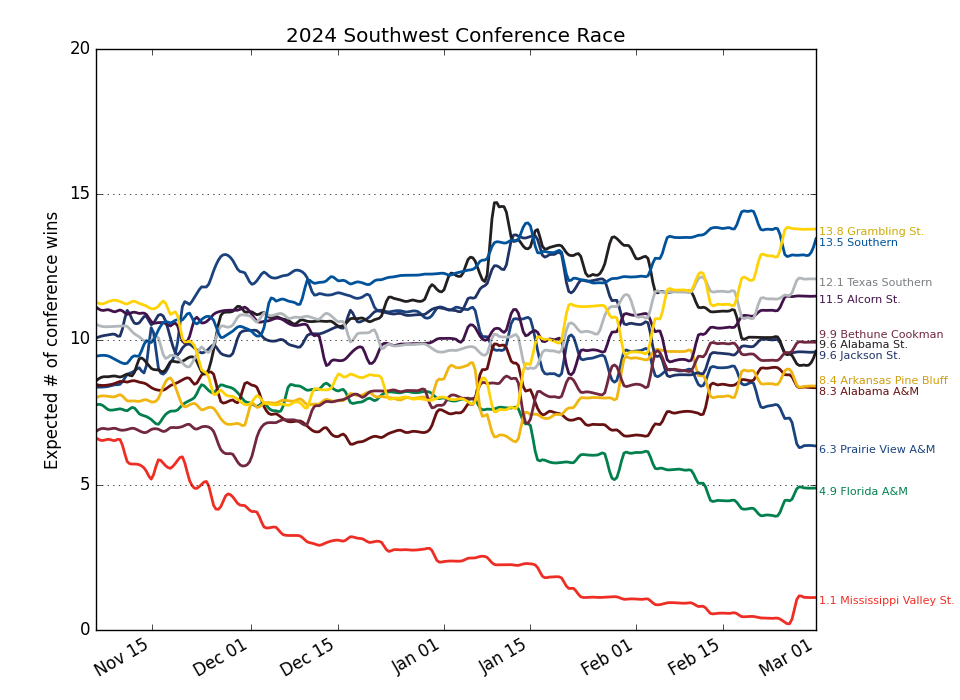 2024 Southwest Conference Race
Expected # of conference wins
20
15
10
5
0
Nov 15
Dec 01
Dec 15
Jan 01
Jan 15
Feb 01
Feb 15
Mar 01
13.8 Grambling St.
13.5 Southern
12.1 Texas Southern
11.5 Alcorn St.
9.9 Bethune Cookman
9.6 Alabama St.
9.6 Jackson St.
8.4 Arkansas Pine Bluff
8.3 Alabama A&M
6.3 Prairie View A&M
4.9 Florida A&M
1.1 Mississippi Valley St.